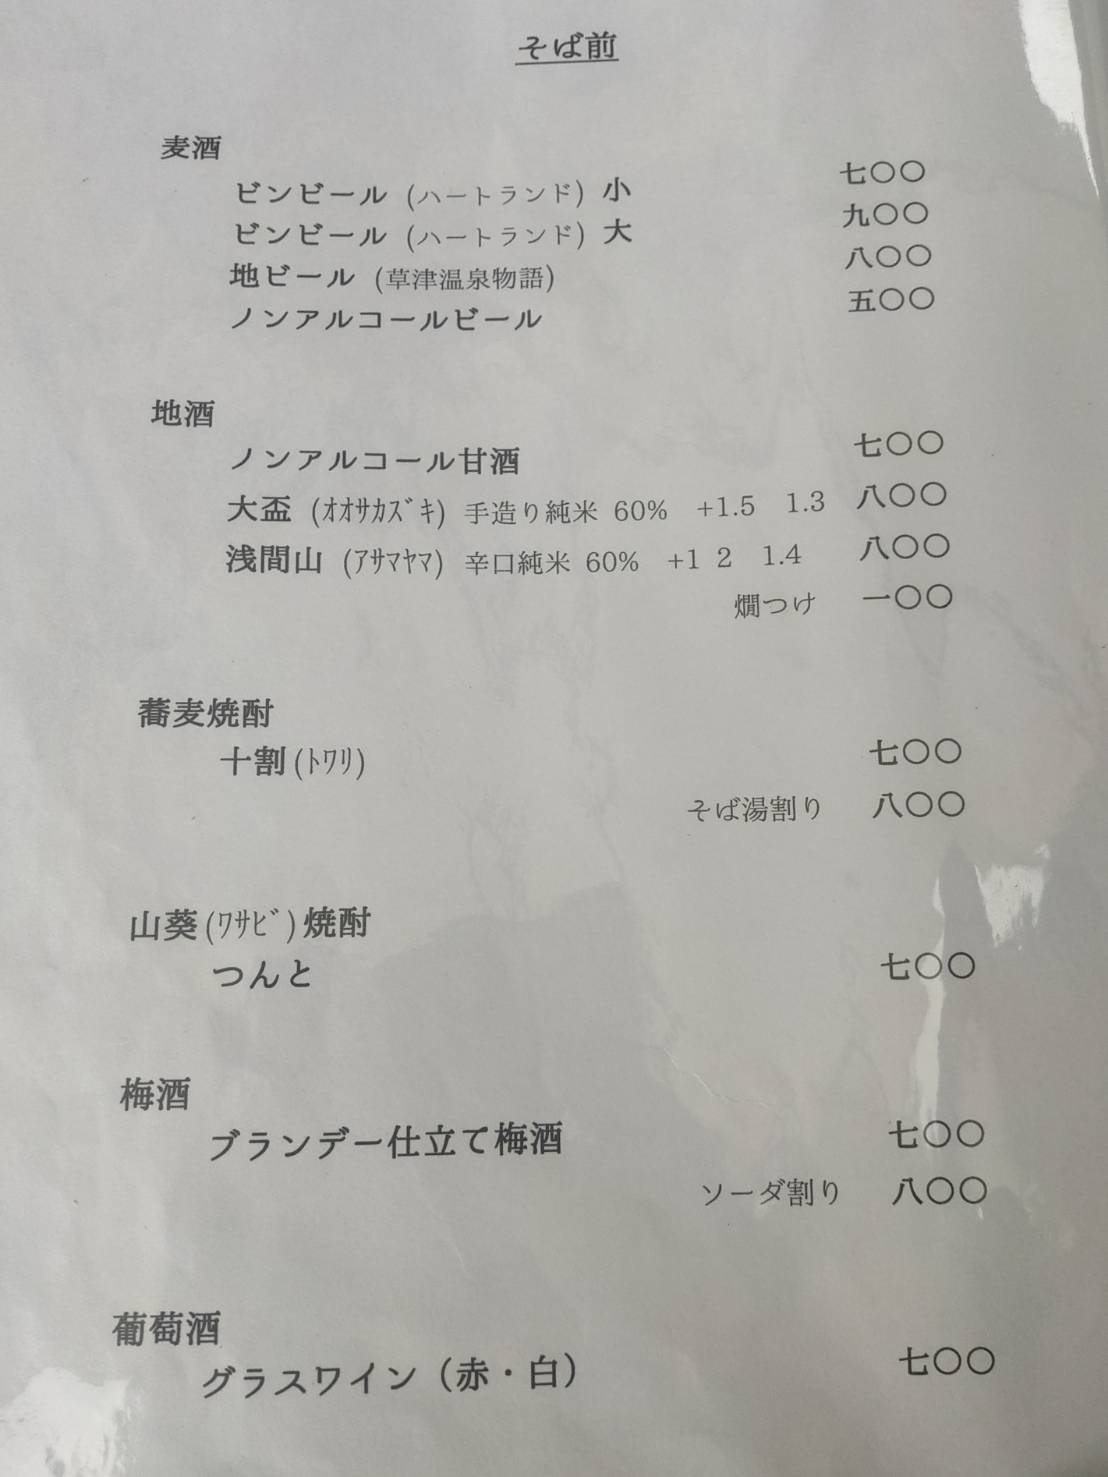 そば前
麦酒
ビンビール (ハートランド) 小 七〇〇
ビンビール (ハートランド) 大 九〇〇
地ビール (草津温泉物語) 八〇〇
ノンアルコールビール 五〇〇
地酒
ノンアルコール甘酒 七〇〇
大盃 (ｵｵｻｶｽﾞｷ) 手造り純米 60% +1.5 1.3 八〇〇
浅間山 (ｱｻﾏﾔﾏ) 辛口純米 60% +1 2 1.4 八〇〇
燗つけ 一〇〇
蕎麦焼酎
十割(ﾄﾜﾘ) 七〇〇
そば湯割り 八〇〇
山葵(ﾜｻﾋﾞ)焼酎
つんと 七〇〇
梅酒
ブランデー仕立て梅酒 七〇〇
ソーダ割り 八〇〇
葡萄酒
グラスワイン（赤・白） 七〇〇